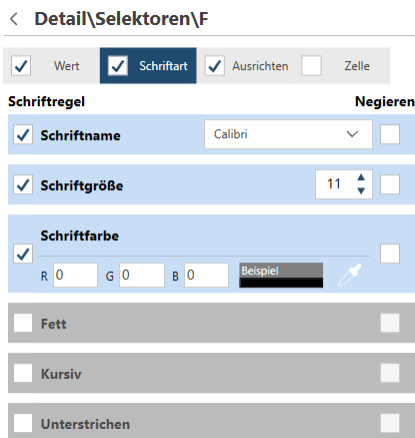 Detail\Selektoren\F
Wert Schriftart Ausrichten Zelle
Schriftregel Negieren
Schriftname Calibri
Schriftgröße 11
Schriftfarbe
R 0 G 0 B 0 Beispiel
Fett
Kursiv
Unterstrichen